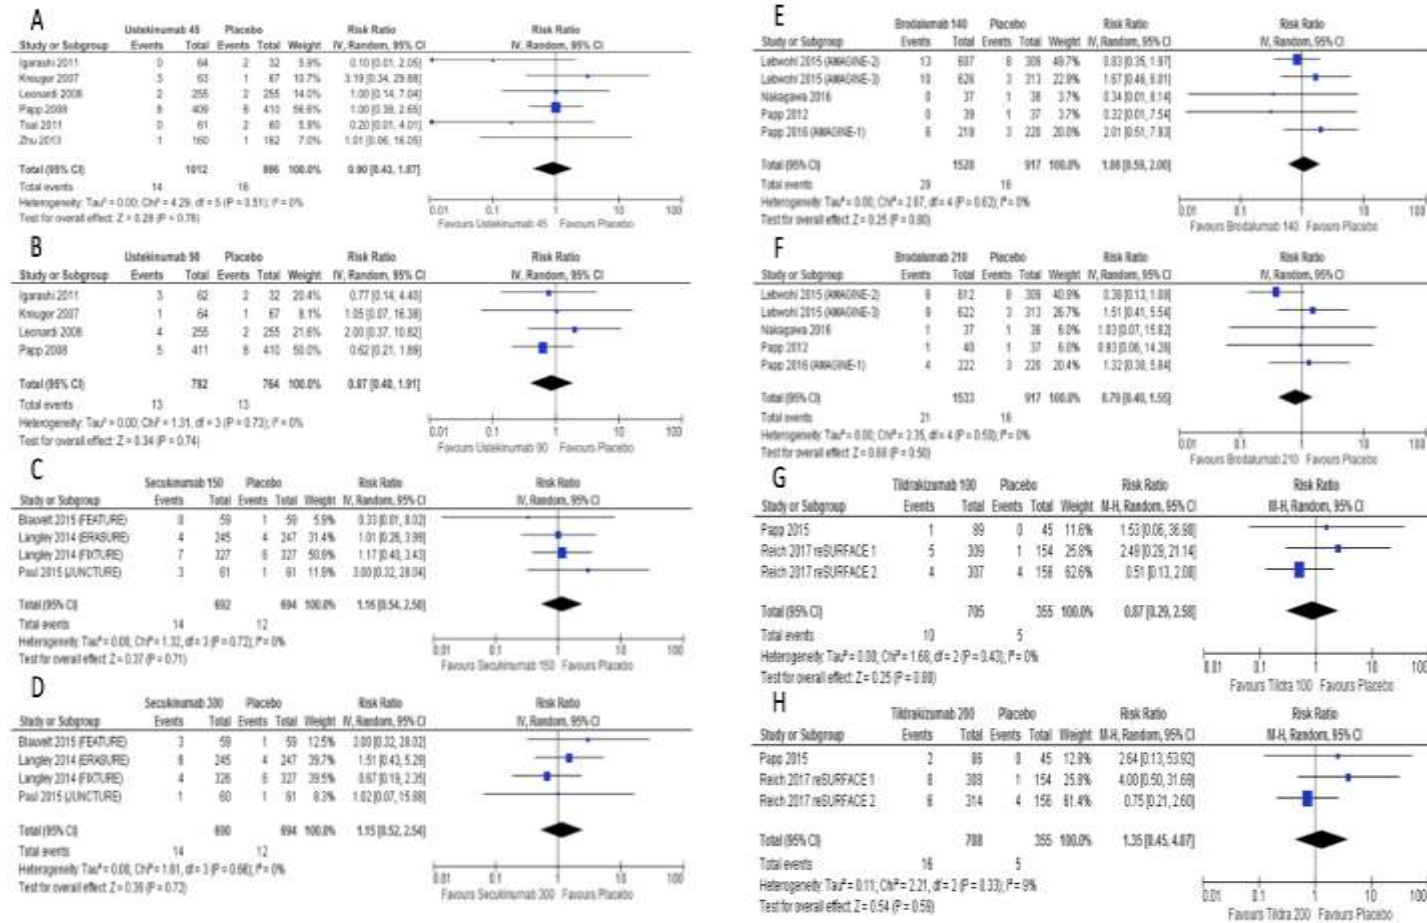 A
Ustekinumab 45 Placebo Risk Ratio Risk Ratio
Study or Subgroup Events Total Events Total Weight IV, Random, 95% CI IV, Random, 95% CI
Igarashi 2011 0 64 2 32 5.9% 0.10 [0.01, 2.05]
Kreuger 2007 3 63 1 67 10.7% 3.19 [0.34, 29.88]
Leonardi 2008 2 255 2 255 14.0% 1.00 [0.14, 7.04]
Papp 2008 8 409 8 410 56.6% 1.00 [0.38, 2.65]
Tsai 2011 0 61 2 60 5.9% 0.20 [0.01, 4.01]
Zhu 2013 1 160 1 162 7.0% 1.01 [0.06, 16.05]
Total (95% CI) 1012 986 100.0% 0.90 [0.43, 1.87]
Total events 14 16
Heterogeneity: Tau² = 0.00; Chi² = 4.29, df = 5 (P = 0.51); I² = 0%
Test for overall effect: Z = 0.28 (P = 0.78)
0.01 0.1 1 10 100
Favours Ustekinumab 45 Favours Placebo
B
Ustekinumab 90 Placebo Risk Ratio Risk Ratio
Study or Subgroup Events Total Events Total Weight IV, Random, 95% CI IV, Random, 95% CI
Igarashi 2011 3 62 2 32 20.4% 0.77 [0.14, 4.40]
Kreuger 2007 1 64 1 67 8.1% 1.05 [0.07, 16.38]
Leonardi 2008 4 255 2 255 21.6% 2.00 [0.37, 10.82]
Papp 2008 5 411 8 410 50.0% 0.62 [0.21, 1.89]
Total (95% CI) 792 764 100.0% 0.87 [0.40, 1.91]
Total events 13 13
Heterogeneity: Tau² = 0.00; Chi² = 1.31, df = 3 (P = 0.73); I² = 0%
Test for overall effect: Z = 0.34 (P = 0.74)
0.01 0.1 1 10 100
Favours Ustekinumab 90 Favours Placebo
C
Secukinumab 150 Placebo Risk Ratio Risk Ratio
Study or Subgroup Events Total Events Total Weight IV, Random, 95% CI IV, Random, 95% CI
Blauvelt 2015 (FEATURE) 0 59 1 59 5.9% 0.33 [0.01, 8.02]
Langley 2014 (ERASURE) 4 245 4 247 31.4% 1.01 [0.26, 3.98]
Langley 2014 (FIXTURE) 7 327 6 327 50.9% 1.17 [0.40, 3.43]
Paul 2015 (JUNCTURE) 3 61 1 61 11.9% 3.00 [0.32, 28.04]
Total (95% CI) 692 694 100.0% 1.16 [0.54, 2.50]
Total events 14 12
Heterogeneity: Tau² = 0.00; Chi² = 1.32, df = 3 (P = 0.72); I² = 0%
Test for overall effect: Z = 0.37 (P = 0.71)
0.01 0.1 1 10 100
Favours Secukinumab 150 Favours Placebo
D
Secukinumab 300 Placebo Risk Ratio Risk Ratio
Study or Subgroup Events Total Events Total Weight IV, Random, 95% CI IV, Random, 95% CI
Blauvelt 2015 (FEATURE) 3 59 1 59 12.5% 3.00 [0.32, 28.02]
Langley 2014 (ERASURE) 6 245 4 247 39.7% 1.51 [0.43, 5.29]
Langley 2014 (FIXTURE) 4 326 6 327 39.5% 0.67 [0.19, 2.35]
Paul 2015 (JUNCTURE) 1 60 1 61 8.3% 1.02 [0.07, 15.88]
Total (95% CI) 690 694 100.0% 1.15 [0.52, 2.54]
Total events 14 12
Heterogeneity: Tau² = 0.00; Chi² = 1.61, df = 3 (P = 0.66); I² = 0%
Test for overall effect: Z = 0.36 (P = 0.72)
0.01 0.1 1 10 100
Favours Secukinumab 300 Favours Placebo
E
Brodalumab 140 Placebo Risk Ratio Risk Ratio
Study or Subgroup Events Total Events Total Weight IV, Random, 95% CI IV, Random, 95% CI
Lebwohl 2015 (AMAGINE-2) 13 607 8 309 49.7% 0.83 [0.35, 1.97]
Lebwohl 2015 (AMAGINE-3) 10 626 3 313 22.9% 1.67 [0.46, 6.01]
Nakagawa 2016 0 37 1 38 3.7% 0.34 [0.01, 8.14]
Papp 2012 0 39 1 37 3.7% 0.32 [0.01, 7.54]
Papp 2016 (AMAGINE-1) 6 219 3 220 20.0% 2.01 [0.51, 7.93]
Total (95% CI) 1528 917 100.0% [0.59, 2.00]
Total events 29 16
Heterogeneity: Tau² = 0.00; Chi² = 2.67, df = 4 (P = 0.62); I² = 0%
Test for overall effect: Z = 0.25 (P = 0.80)
0.01 0.1 1 10 100
Favours Brodalumab 140 Favours Placebo
F
Brodalumab 210 Placebo Risk Ratio Risk Ratio
Study or Subgroup Events Total Events Total Weight IV, Random, 95% CI IV, Random, 95% CI
Lebwohl 2015 (AMAGINE-2) 6 612 8 309 40.9% 0.38 [0.13, 1.08]
Lebwohl 2015 (AMAGINE-3) 9 622 3 313 26.7% 1.51 [0.41, 5.54]
Nakagawa 2016 1 37 1 38 6.0% 1.03 [0.07, 15.82]
Papp 2012 1 40 1 37 6.0% 0.93 [0.06, 14.28]
Papp 2016 (AMAGINE-1) 4 222 3 220 20.4% 1.32 [0.30, 5.84]
Total (95% CI) 1533 917 100.0% 0.79 [0.40, 1.55]
Total events 21 16
Heterogeneity: Tau² = 0.00; Chi² = 3.35, df = 4 (P = 0.50); I² = 0%
Test for overall effect: Z = 0.68 (P = 0.50)
0.01 0.1 1 10 100
Favours Brodalumab 210 Favours Placebo
G
Tildrakizumab 100 Placebo Risk Ratio Risk Ratio
Study or Subgroup Events Total Events Total Weight M-H, Random, 95% CI M-H, Random, 95% CI
Papp 2015 1 89 0 45 11.6% 1.53 [0.06, 36.90]
Reich 2017 reSURFACE 1 5 309 1 154 25.8% 2.49 [0.29, 21.14]
Reich 2017 reSURFACE 2 4 307 4 156 62.6% 0.51 [0.13, 2.00]
Total (95% CI) 705 355 100.0% 0.87 [0.29, 2.58]
Total events 10 5
Heterogeneity: Tau² = 0.00; Chi² = 1.68, df = 2 (P = 0.43); I² = 0%
Test for overall effect: Z = 0.25 (P = 0.80)
0.01 0.1 1 10 100
Favours Tildra 100 Favours Placebo
H
Tildrakizumab 200 Placebo Risk Ratio Risk Ratio
Study or Subgroup Events Total Events Total Weight M-H, Random, 95% CI M-H, Random, 95% CI
Papp 2015 2 86 0 45 12.8% 2.64 [0.13, 53.92]
Reich 2017 reSURFACE 1 8 308 1 154 25.8% 4.00 [0.50, 31.69]
Reich 2017 reSURFACE 2 6 314 4 156 61.4% 0.75 [0.21, 2.60]
Total (95% CI) 708 355 100.0% 1.35 [0.45, 4.07]
Total events 16 5
Heterogeneity: Tau² = 0.11; Chi² = 2.21, df = 2 (P = 0.33); I² = 9%
Test for overall effect: Z = 0.54 (P = 0.59)
0.01 0.1 1 10 100
Favours Tildra 200 Favours Placebo